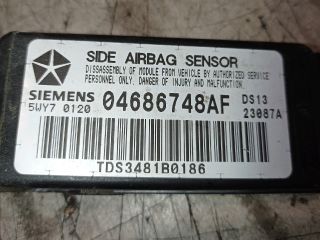 SIDE AIRBAG SENSOR
DISSASSEMBLY OF MODULE FROM VEHICLE BY AUTHORIZED SERVICE
PERSONNEL ONLY. DANGER OF INJURY AND MALFUNCTION.
SIEMENS 04686748AF DS13
5WY7 0120 23087A
TDS3481B0186